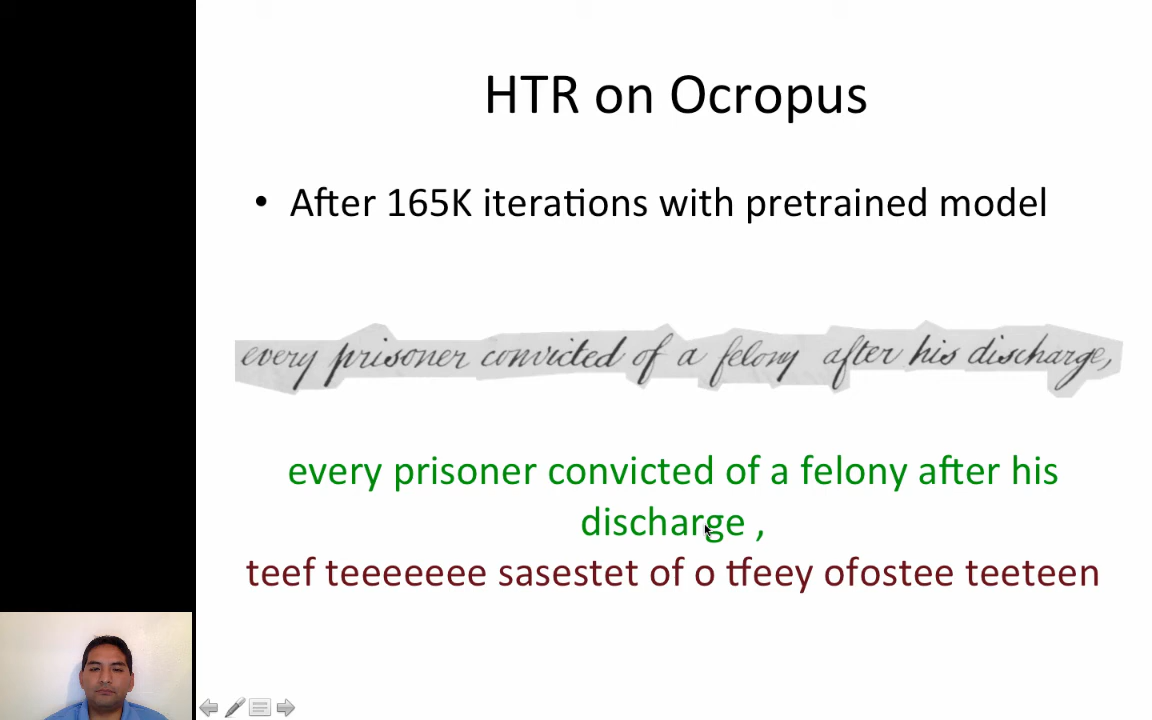 HTR on Ocropus
• After 165K iterations with pretrained model
every prisoner convicted of a felony after his discharge,
every prisoner convicted of a felony after his
discharge ,
teef teeeeeee sasestet of o tfeey ofostee teeteen